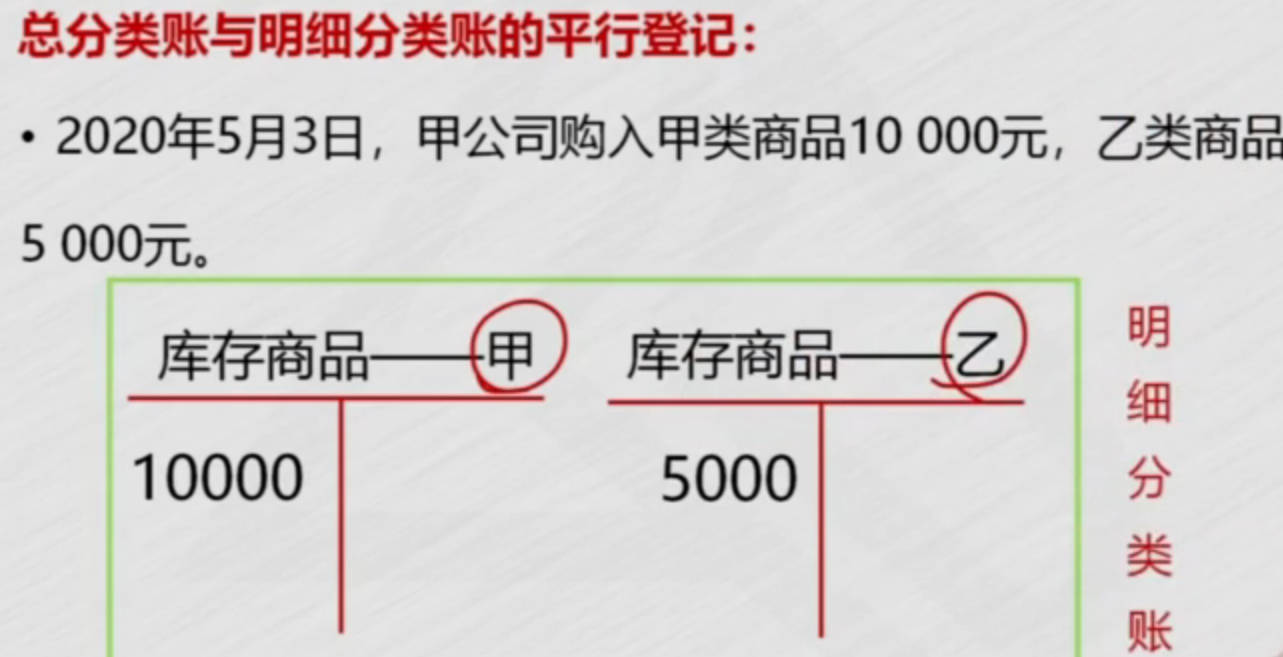 总分类账与明细分类账的平行登记：
• 2020年5月3日，甲公司购入甲类商品10 000元，乙类商品
5 000元。
库存商品——甲
库存商品——乙
10000
5000
明细分类账